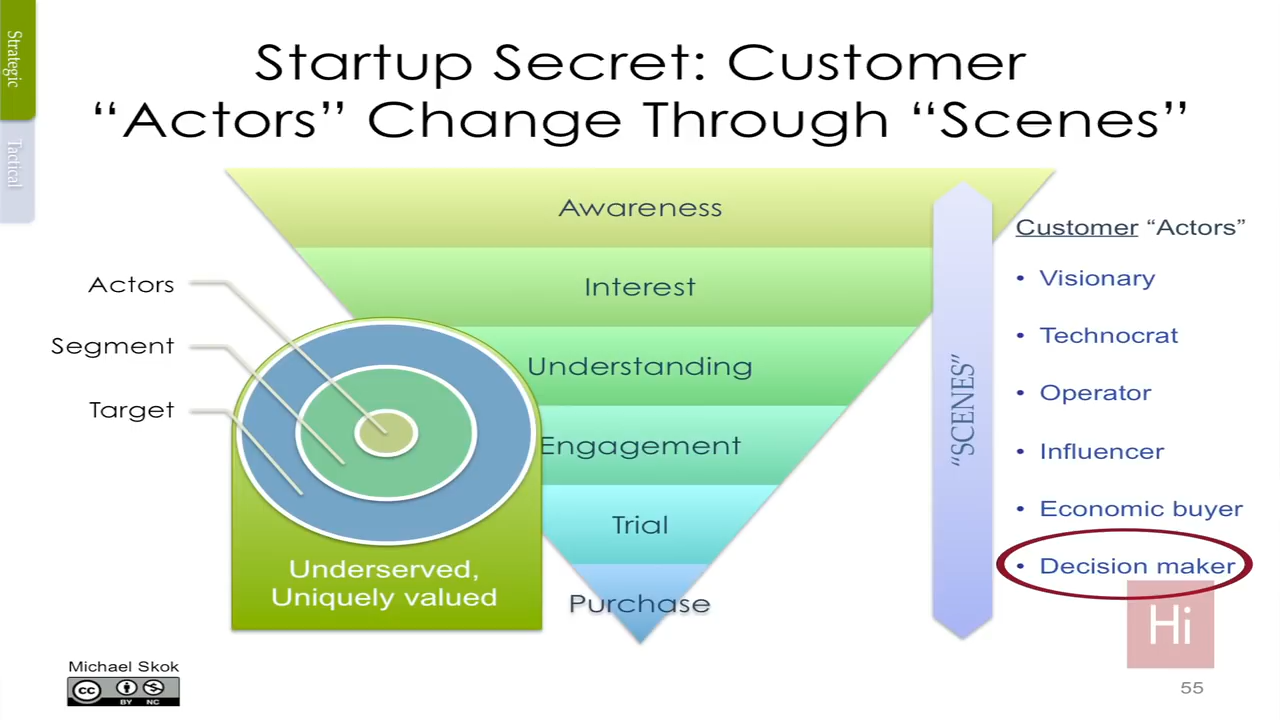 Strategic
Tactical
Startup Secret: Customer
“Actors” Change Through “Scenes”
Awareness
Interest
Understanding
Engagement
Trial
Purchase
Actors
Segment
Target
Underserved,
Uniquely valued
“SCENES”
Customer “Actors”
• Visionary
• Technocrat
• Operator
• Influencer
• Economic buyer
• Decision maker
Hi
Michael Skok
cc
BY NC
55